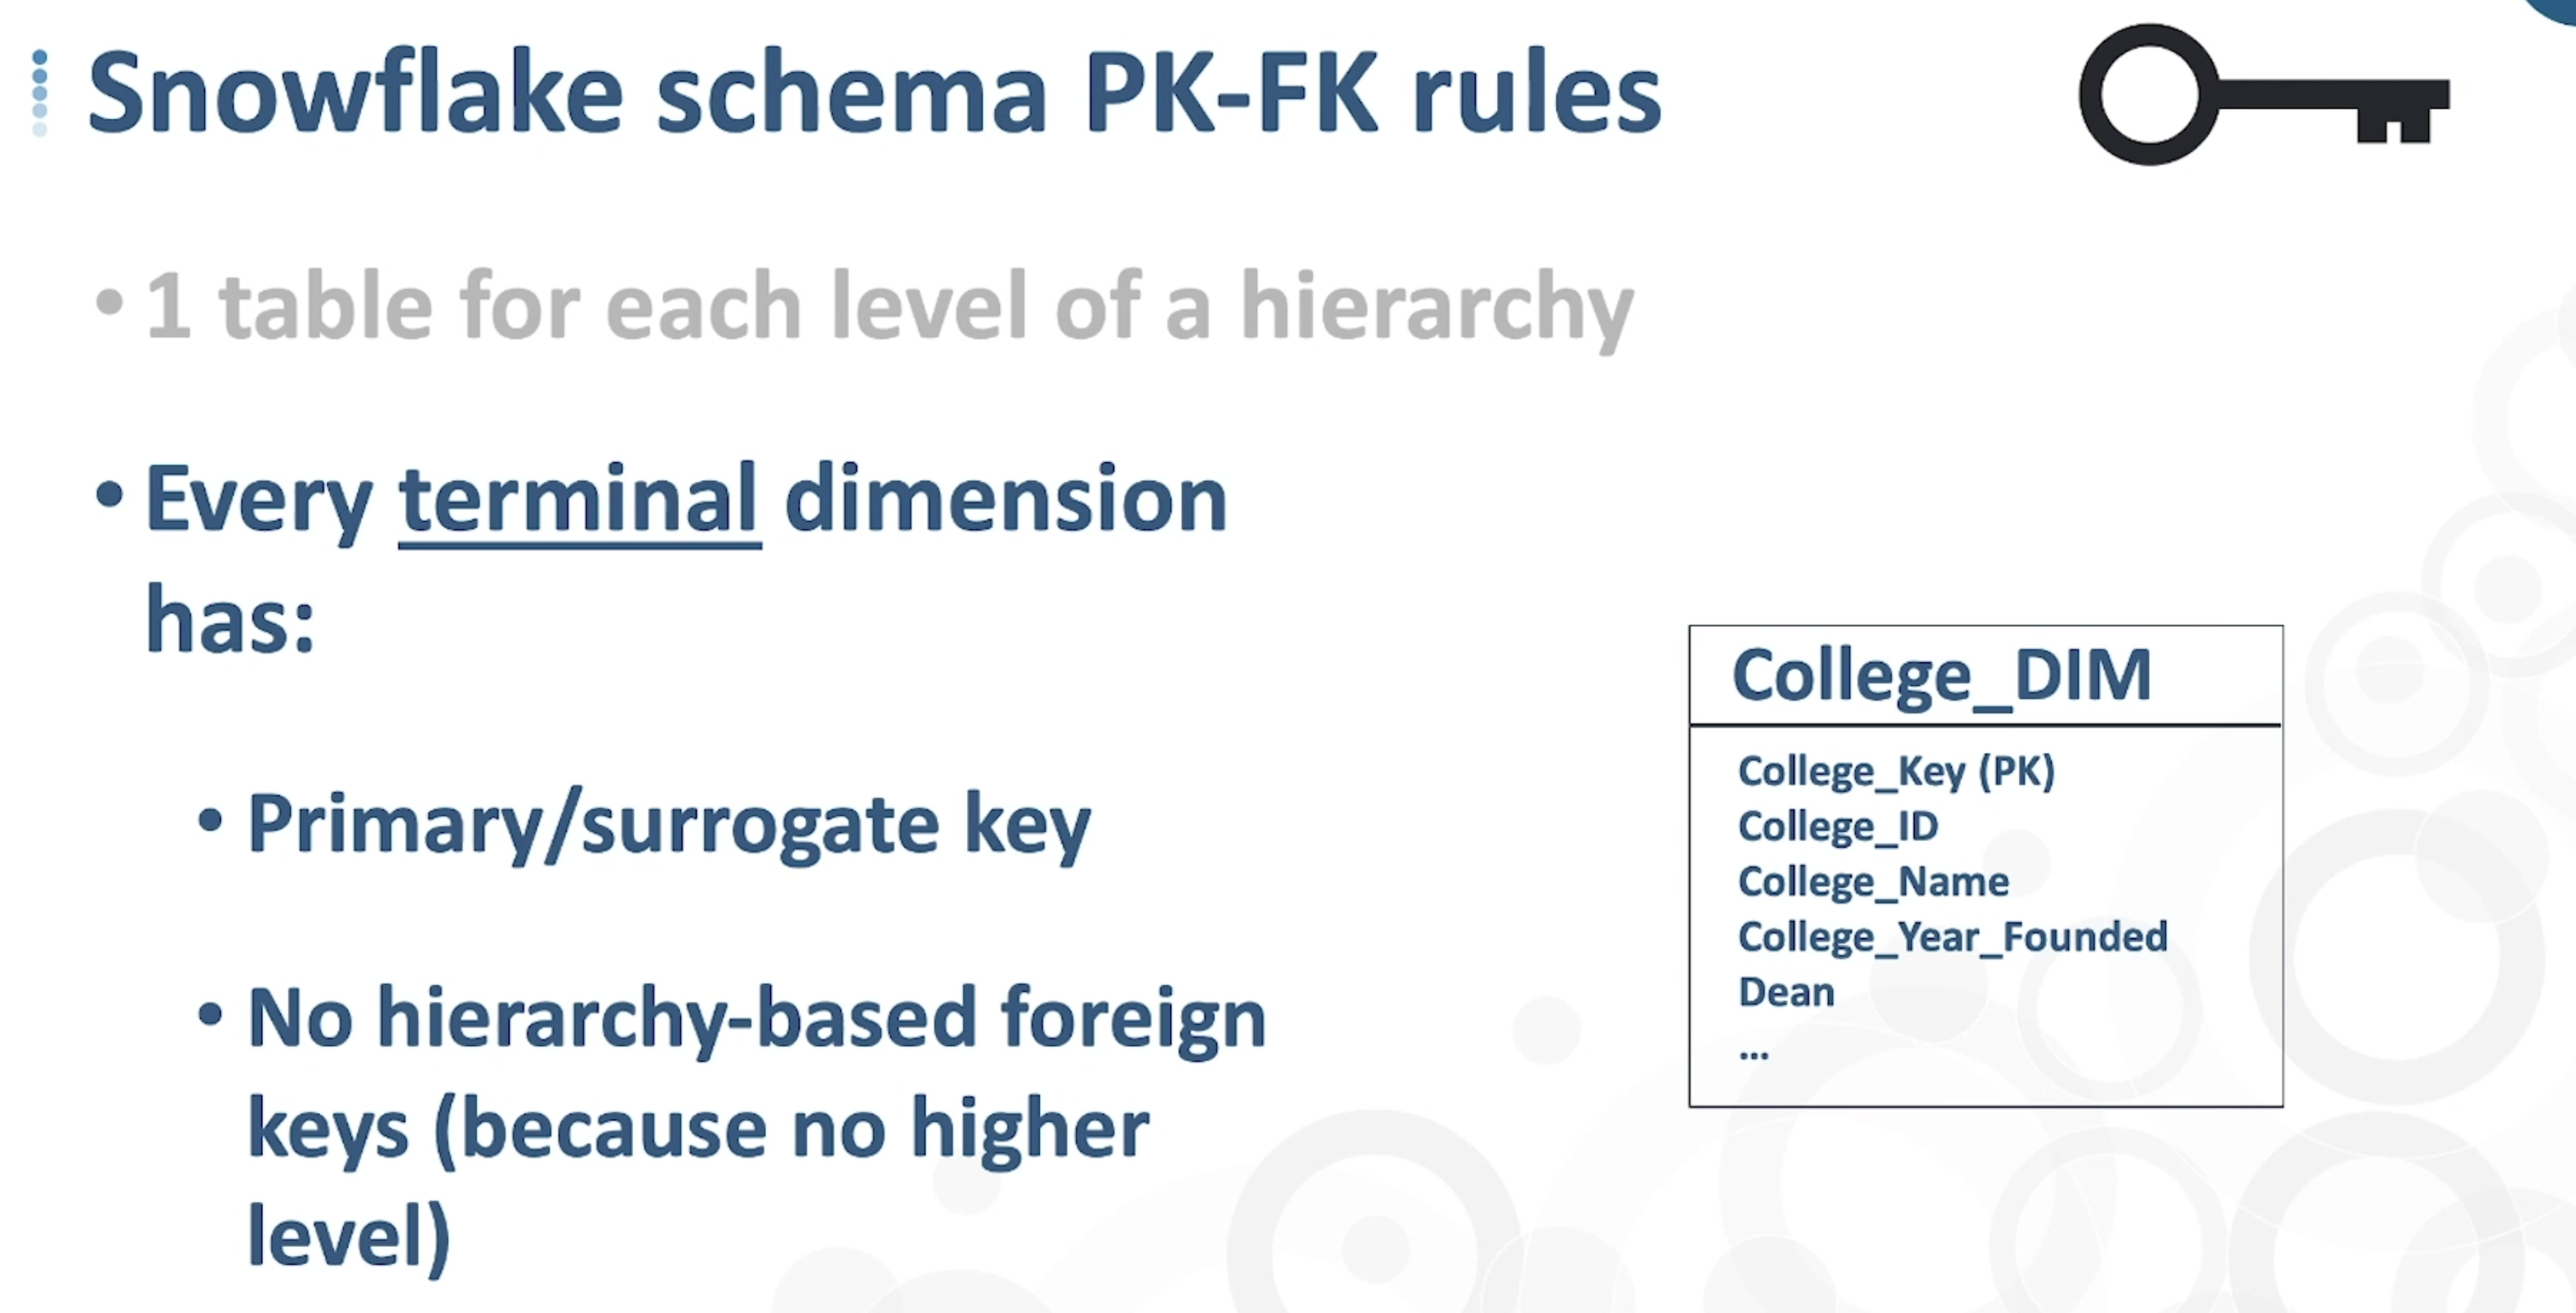 Snowflake schema PK-FK rules
• 1 table for each level of a hierarchy
• Every terminal dimension
has:
• Primary/surrogate key
• No hierarchy-based foreign
keys (because no higher
level)
College_DIM
College_Key (PK)
College_ID
College_Name
College_Year_Founded
Dean
...